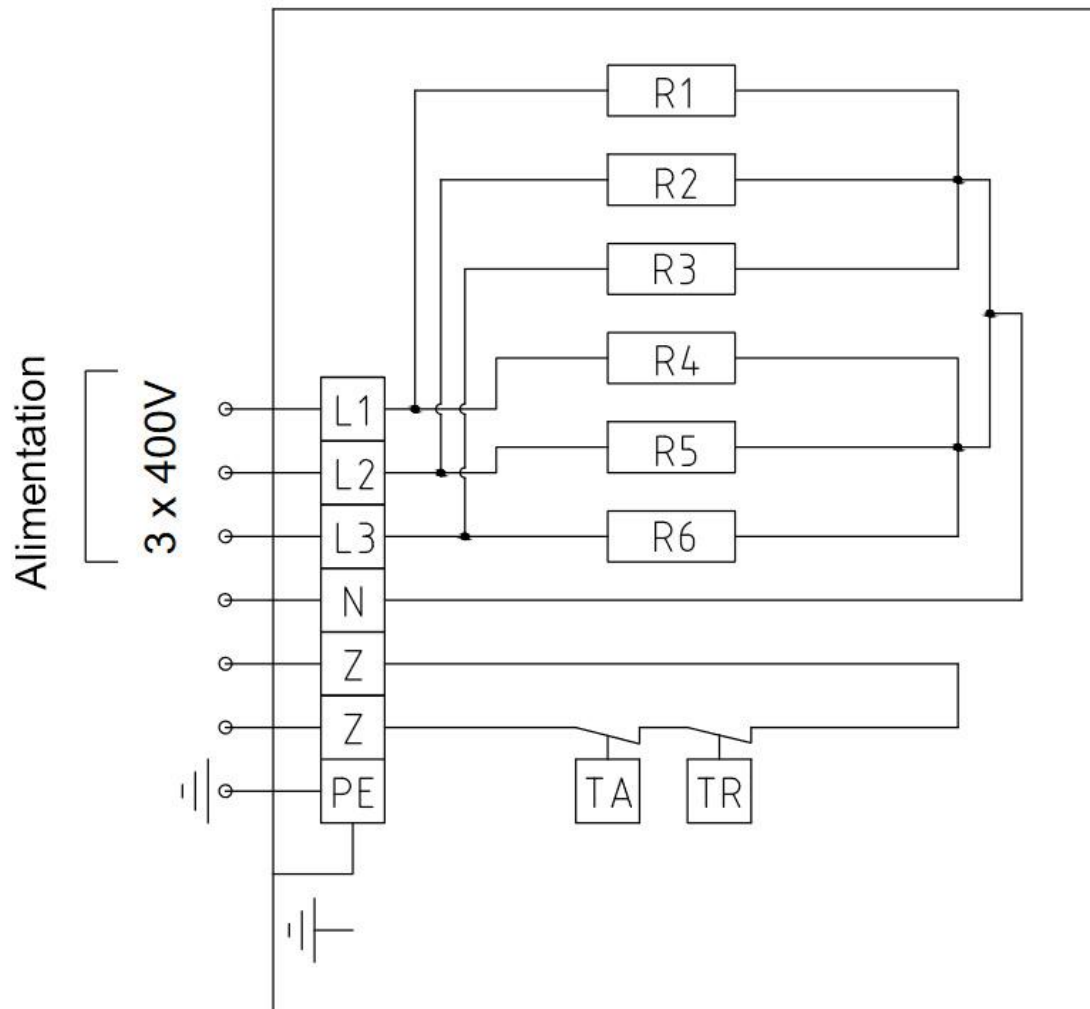 R1
R2
R3
R4
R5
R6
Alimentation
3 x 400V
L1
L2
L3
N
Z
Z
PE
TA
TR